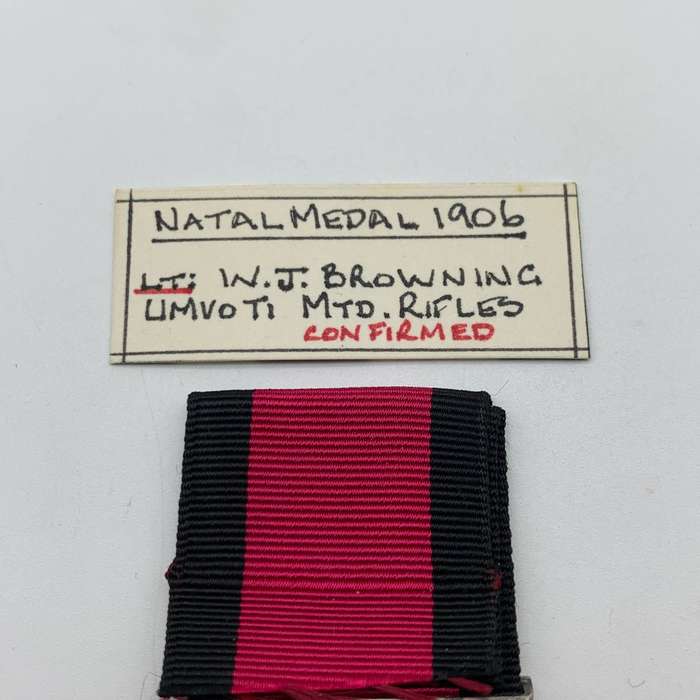 NATAL MEDAL 1906
LT: W.J. BROWNING
UMVOTI MTD. RIFLES
CONFIRMED